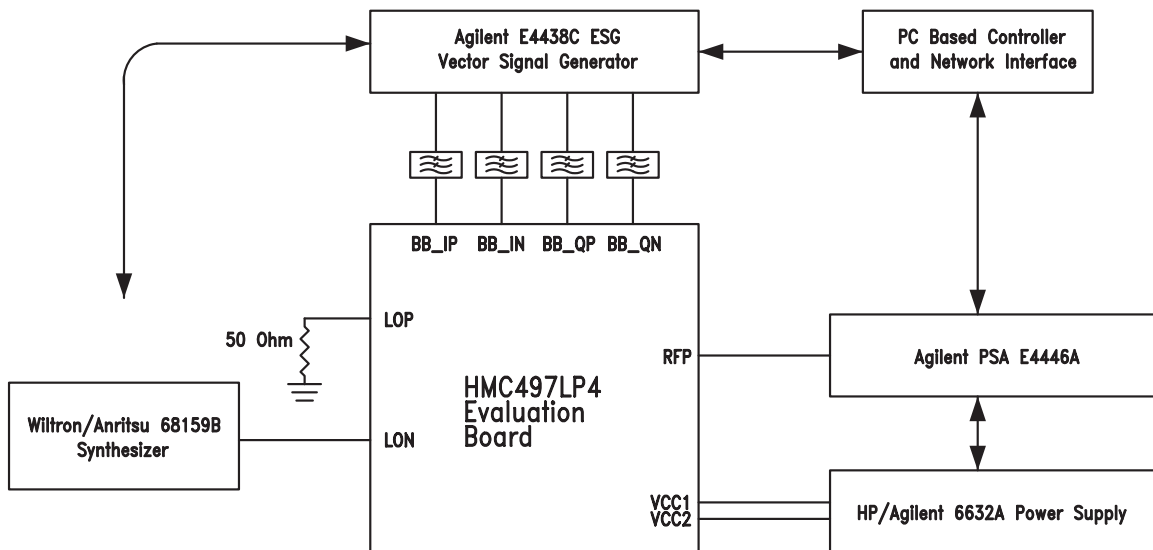 Agilent E4438C ESG
Vector Signal Generator
PC Based Controller
and Network Interface
BB_IP BB_IN BB_QP BB_QN
LOP
50 Ohm
RFP
Agilent PSA E4446A
HMC497LP4
Evaluation
Board
Wiltron/Anritsu 68159B
Synthesizer
LON
VCC1
VCC2
HP/Agilent 6632A Power Supply